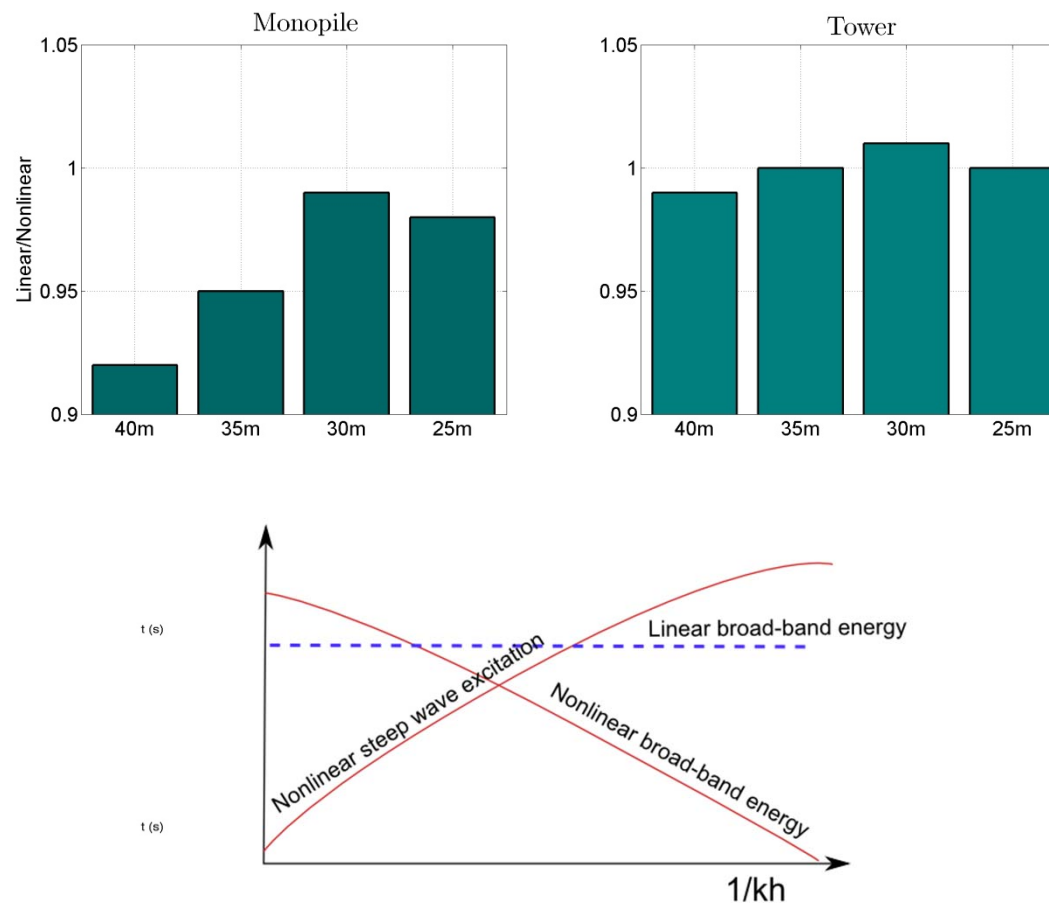 Monopile
Tower
1.05
1
0.95
0.9
Linear/Nonlinear
40m 35m 30m 25m
1.05
1
0.95
0.9
40m 35m 30m 25m
t (s)
Linear broad-band energy
Nonlinear steep wave excitation
Nonlinear broad-band energy
t (s)
1/kh